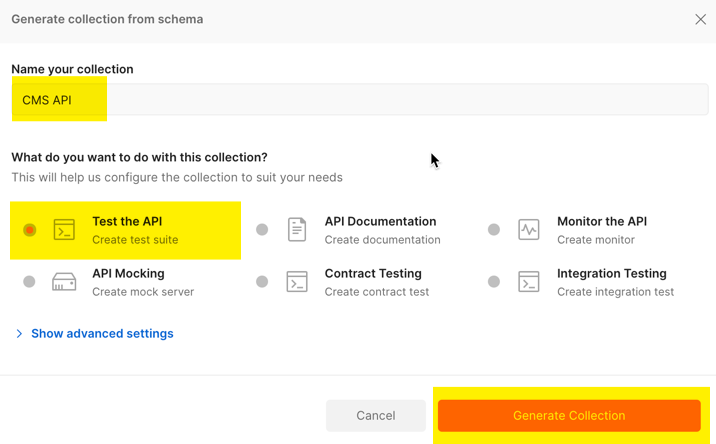 Generate collection from schema
Name your collection
CMS API
What do you want to do with this collection?
This will help us configure the collection to suit your needs
Test the API
Create test suite
API Documentation
Create documentation
Monitor the API
Create monitor
API Mocking
Create mock server
Contract Testing
Create contract test
Integration Testing
Create integration test
Show advanced settings
Cancel
Generate Collection